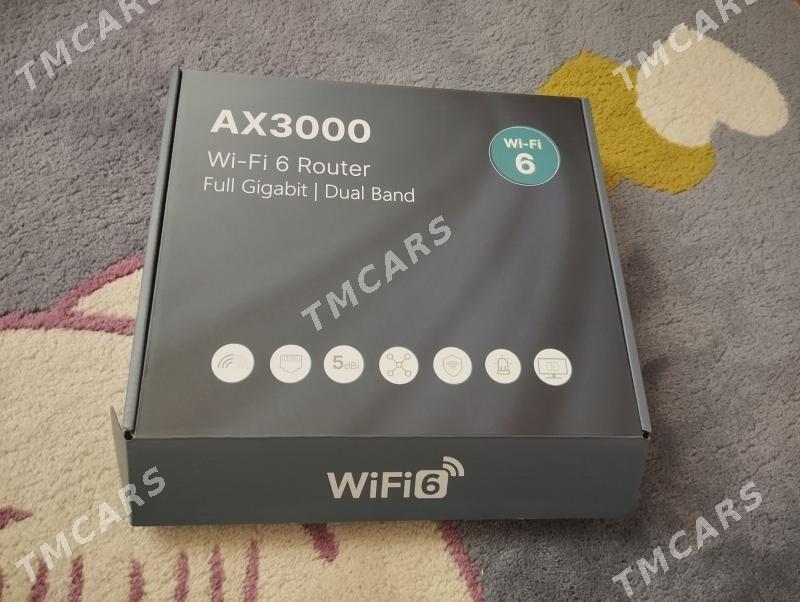 TMCARS
TMCARS
AX3000
Wi-Fi 6 Router
Full Gigabit | Dual Band
Wi-Fi
6
TMCARS
5dBi
WiFi6
TMCARS
TMCARS